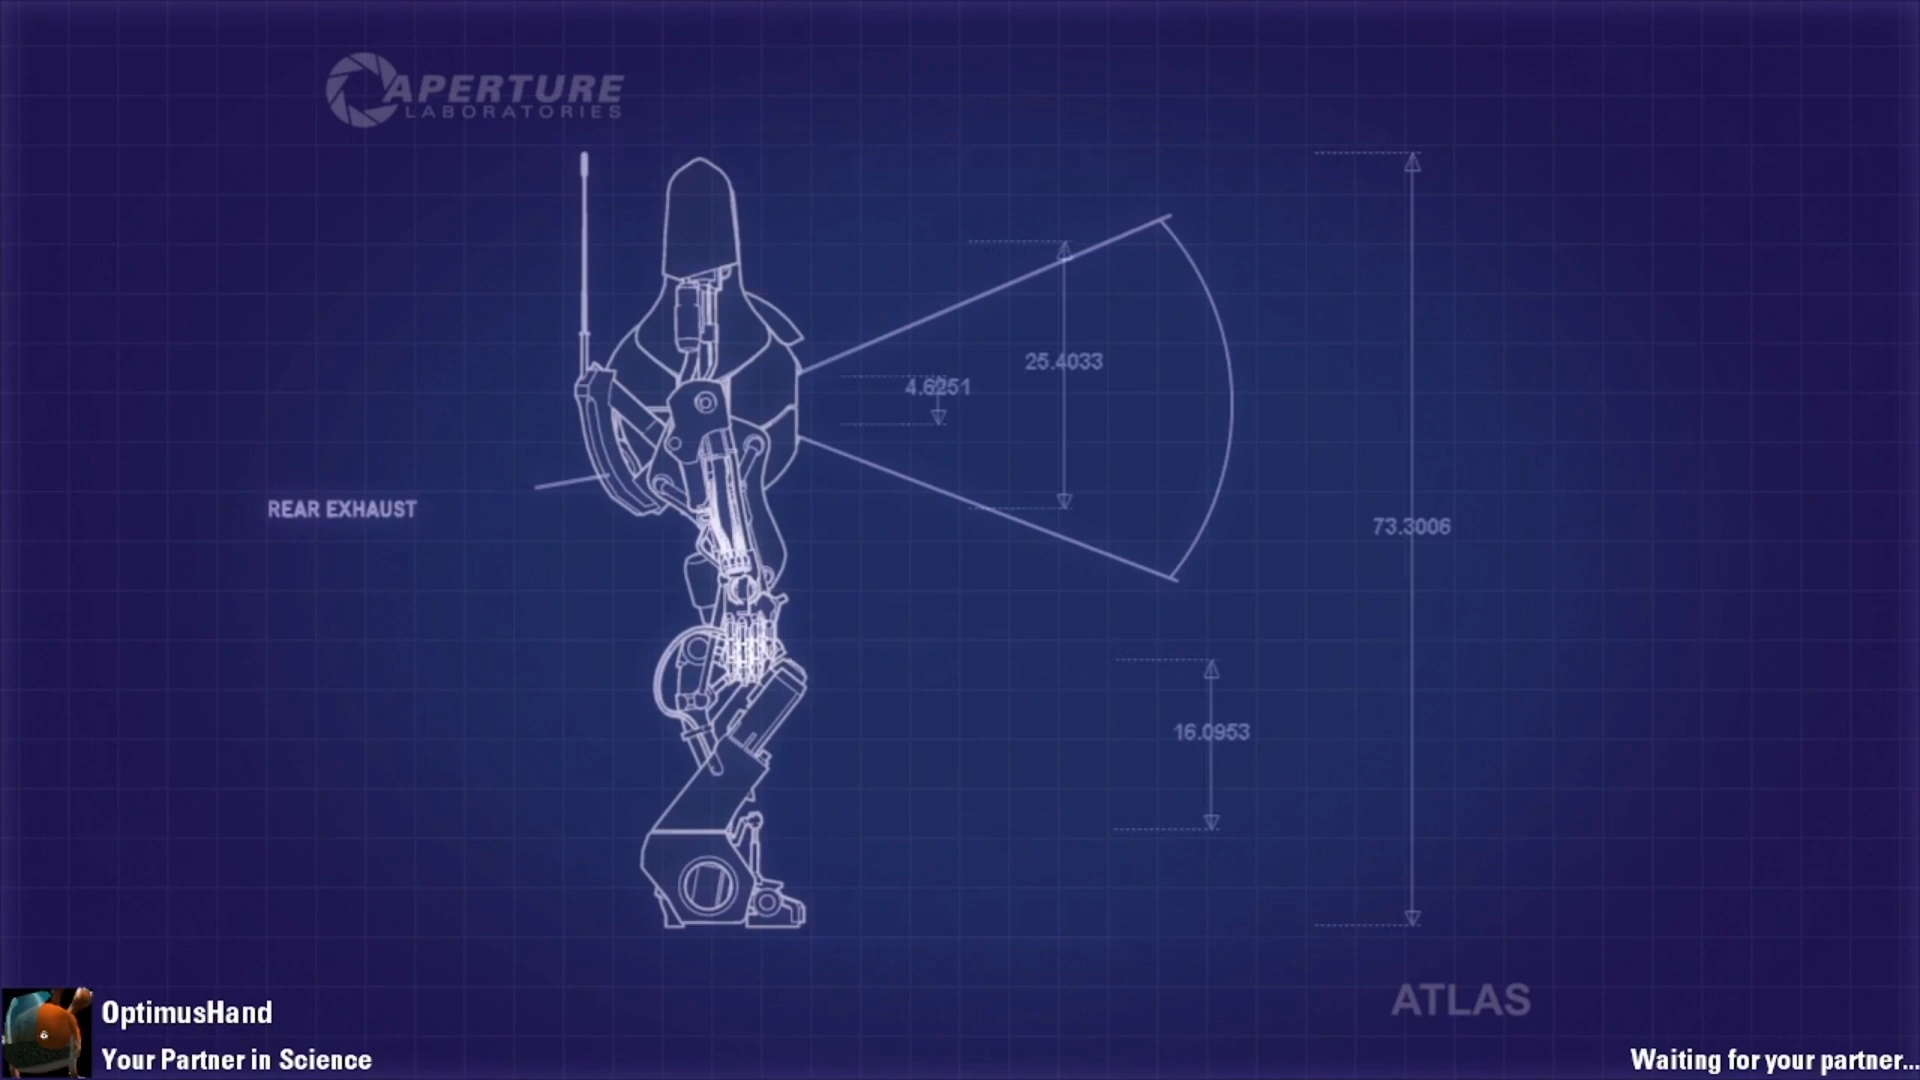 APERTURE
LABORATORIES
25.4033
4.6251
REAR EXHAUST
73.3006
16.0953
ATLAS
OptimusHand
Your Partner in Science
Waiting for your partner...